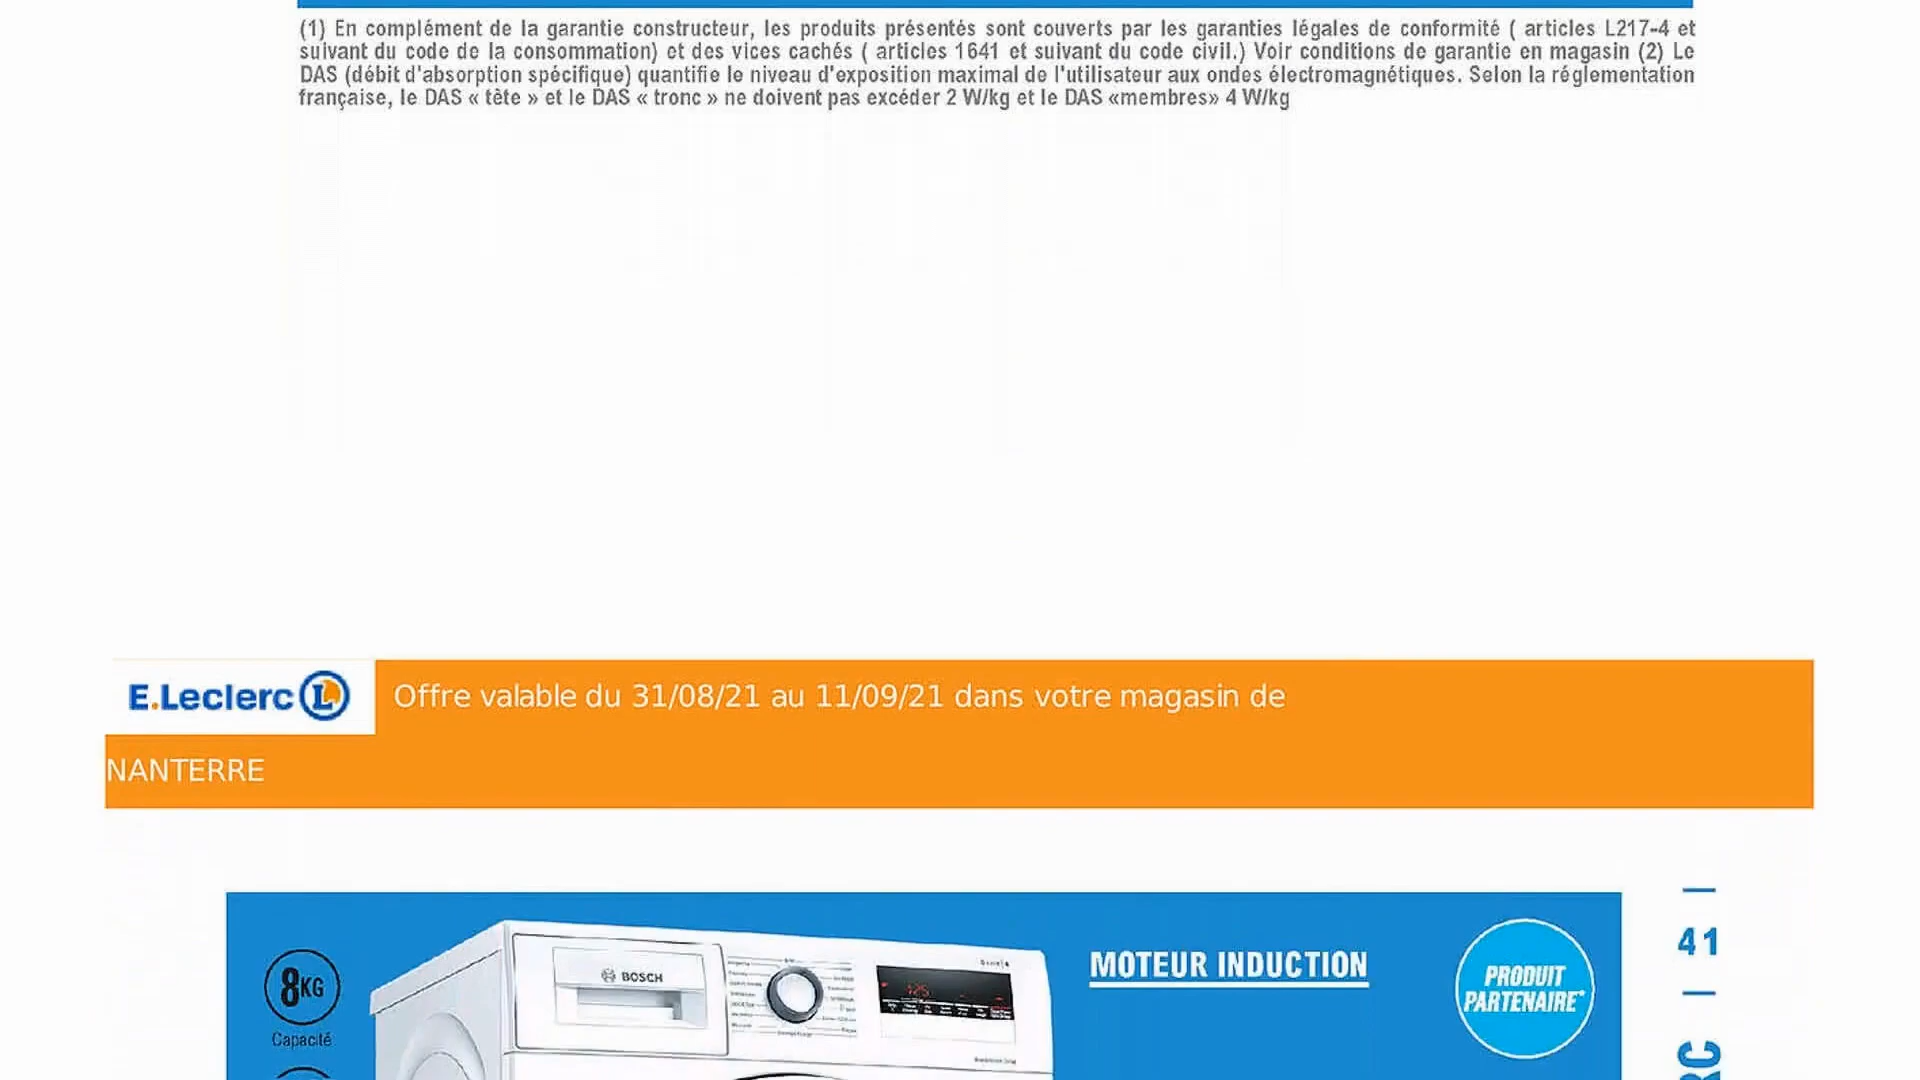 (1) En complément de la garantie constructeur, les produits présentés sont couverts par les garanties légales de conformité ( articles L217-4 et
suivant du code de la consommation) et des vices cachés ( articles 1641 et suivant du code civil.) Voir conditions de garantie en magasin (2) Le
DAS (débit d'absorption spécifique) quantifie le niveau d'exposition maximal de l'utilisateur aux ondes électromagnétiques. Selon la réglementation
française, le DAS « tête » et le DAS « tronc » ne doivent pas excéder 2 W/kg et le DAS «membres» 4 W/kg
E.Leclerc L
Offre valable du 31/08/21 au 11/09/21 dans votre magasin de
NANTERRE
8KG
Capacité
BOSCH
MOTEUR INDUCTION
PRODUIT
PARTENAIRE*
41
RC